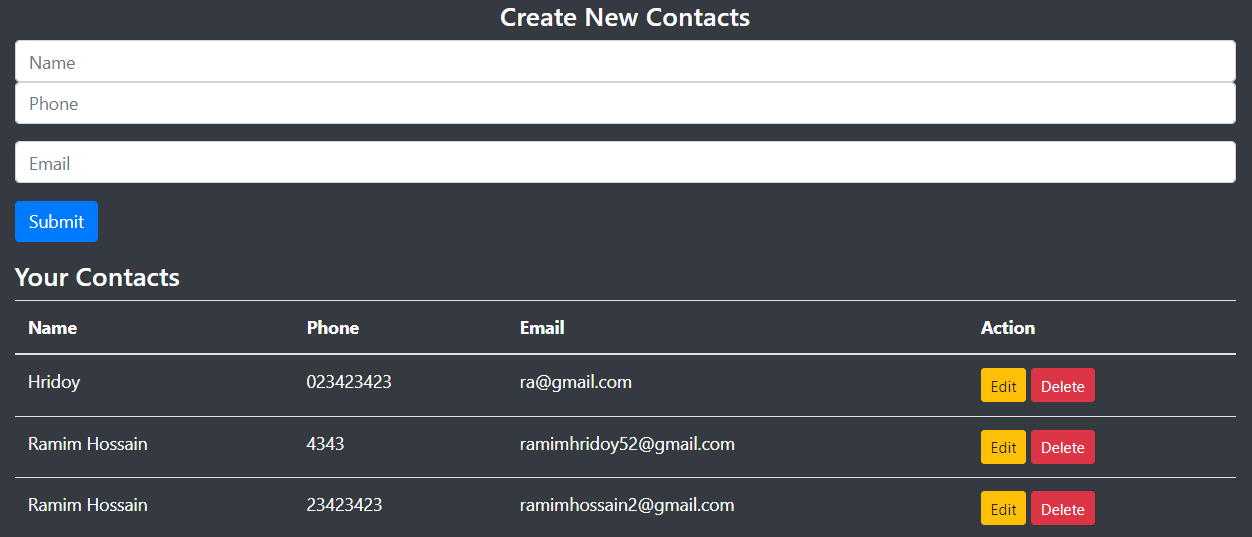 Create New Contacts
Name
Phone
Email
Submit
Your Contacts
Name Phone Email Action
Hridoy 023423423 ra@gmail.com Edit Delete
Ramim Hossain 4343 ramimhridoy52@gmail.com Edit Delete
Ramim Hossain 23423423 ramimhossain2@gmail.com Edit Delete